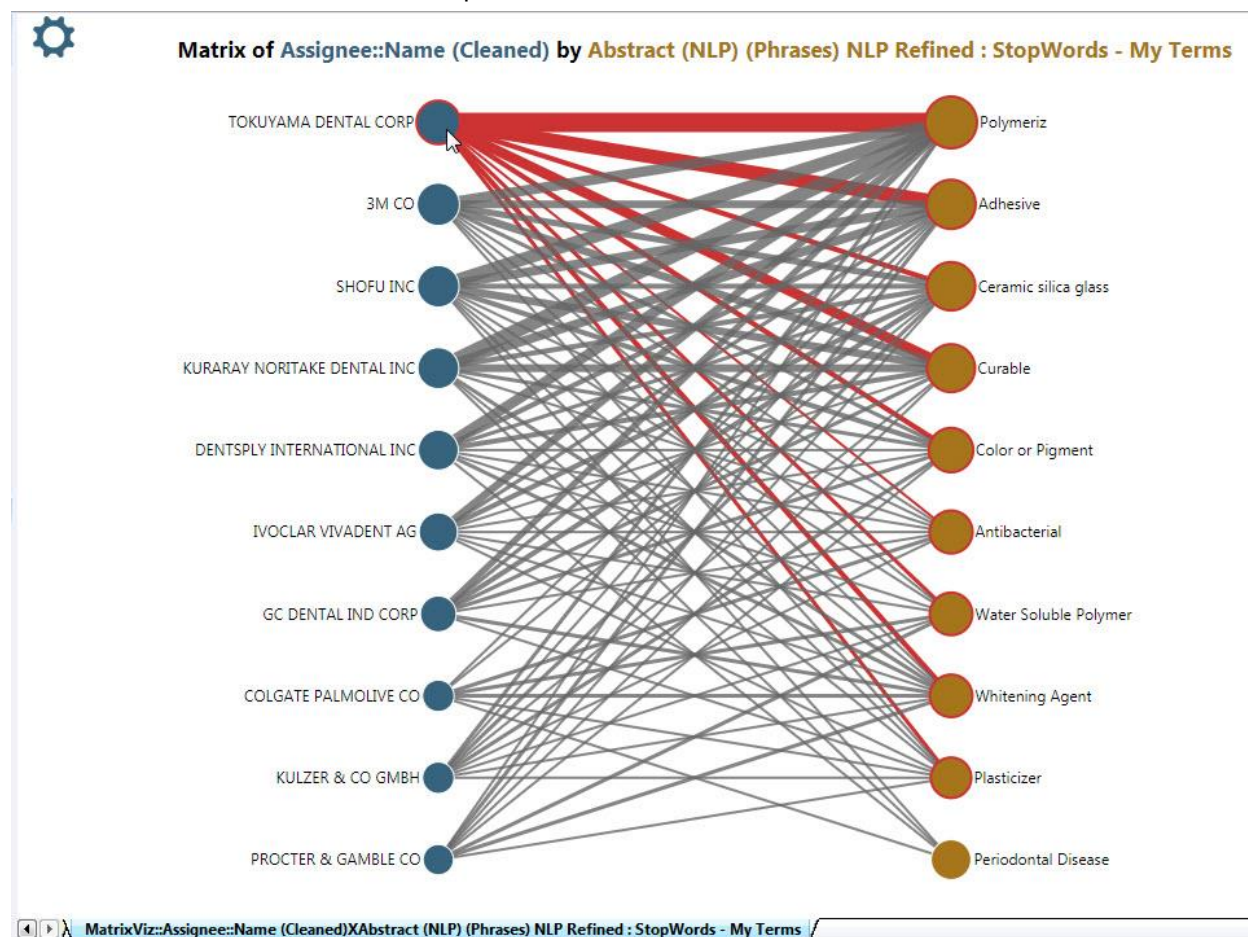 Matrix of Assignee::Name (Cleaned) by Abstract (NLP) (Phrases) NLP Refined : StopWords - My Terms
TOKUYAMA DENTAL CORP
Polymeriz
3M CO
Adhesive
SHOFU INC
Ceramic silica glass
KURARAY NORITAKE DENTAL INC
Curable
DENTSPLY INTERNATIONAL INC
Color or Pigment
IVOCLAR VIVADENT AG
Antibacterial
GC DENTAL IND CORP
Water Soluble Polymer
COLGATE PALMOLIVE CO
Whitening Agent
KULZER & CO GMBH
Plasticizer
PROCTER & GAMBLE CO
Periodontal Disease
MatrixViz::Assignee::Name (Cleaned)XAbstract (NLP) (Phrases) NLP Refined : StopWords - My Terms